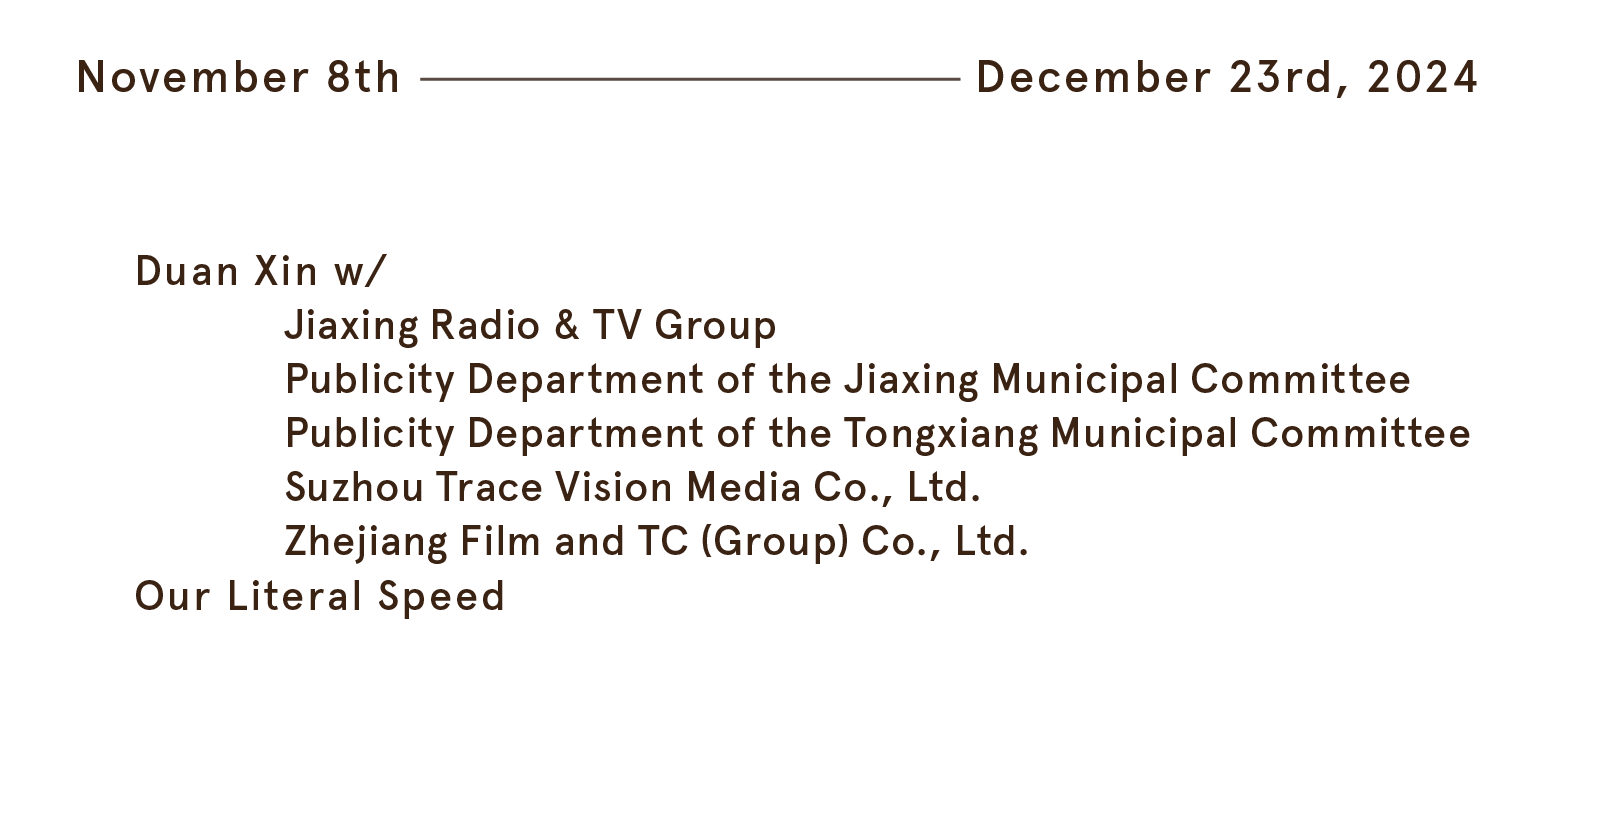 November 8th — December 23rd, 2024
Duan Xin w/
Jiaxing Radio & TV Group
Publicity Department of the Jiaxing Municipal Committee
Publicity Department of the Tongxiang Municipal Committee
Suzhou Trace Vision Media Co., Ltd.
Zhejiang Film and TC (Group) Co., Ltd.
Our Literal Speed